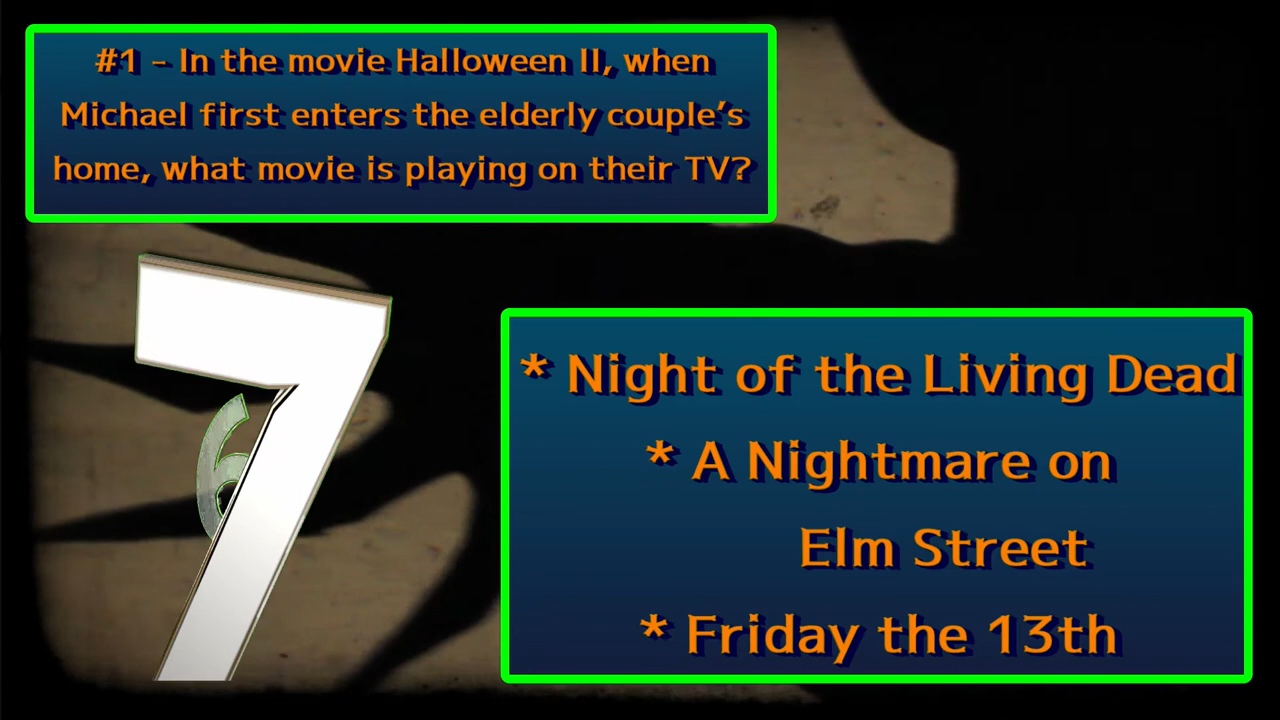 #1 - In the movie Halloween II, when
Michael first enters the elderly couple's
home, what movie is playing on their TV?
7
6
* Night of the Living Dead
* A Nightmare on
Elm Street
* Friday the 13th